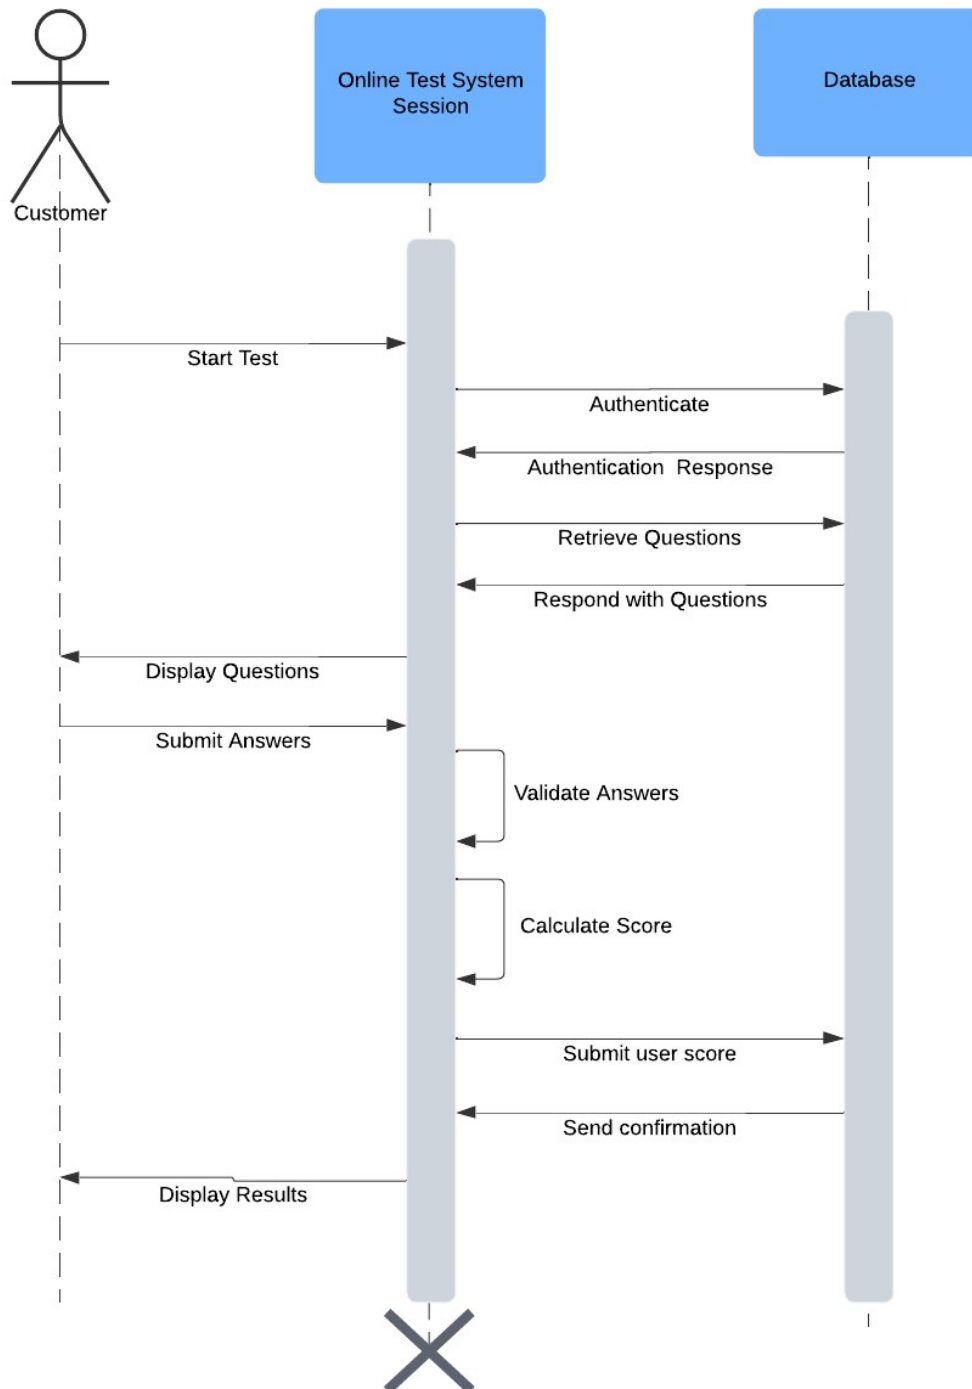 Online Test System
Session
Database
Customer
Start Test
Authenticate
Authentication  Response
Retrieve Questions
Respond with Questions
Display Questions
Submit Answers
Validate Answers
Calculate Score
Submit user score
Send confirmation
Display Results